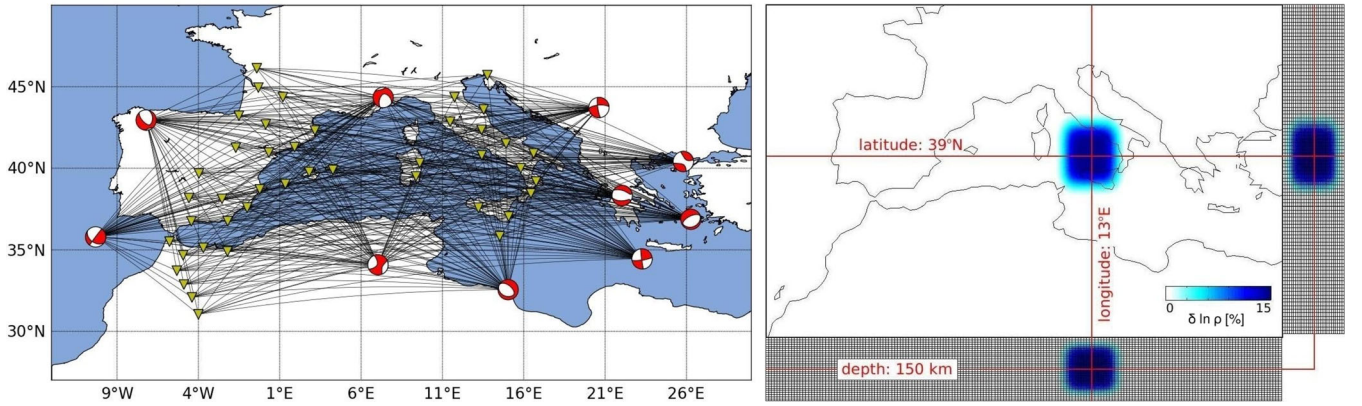 45°N
40°N
35°N
30°N
9°W 4°W 1°E 6°E 11°E 16°E 21°E 26°E
latitude: 39°N
longitude: 13°E
0 15
δ ln ρ [%]
depth: 150 km